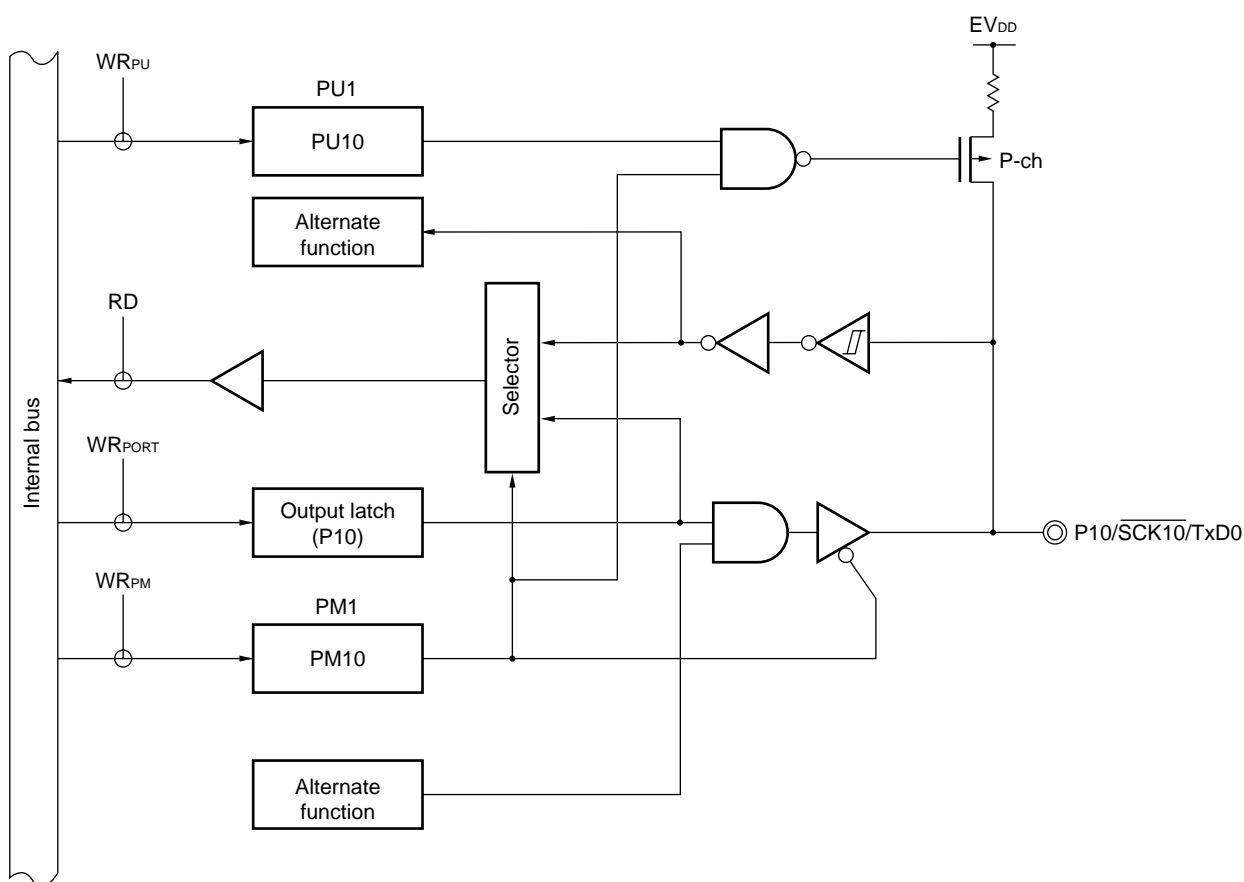 EVDD
WRPU
PU1
PU10
P-ch
Alternate
function
RD
Selector
Internal bus
WRPORT
Output latch
(P10)
P10/SCK10/TxD0
WRPM
PM1
PM10
Alternate
function